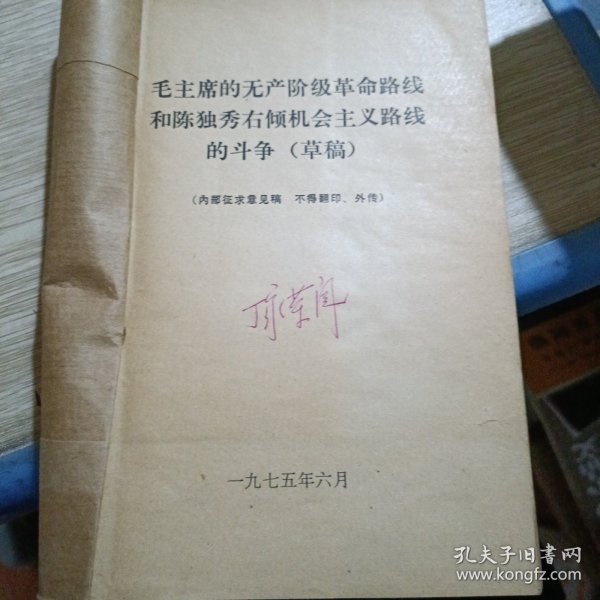 毛主席的无产阶级革命路线
和陈独秀右倾机会主义路线
的斗争（草稿）
（内部征求意见稿 不得翻印、外传）
一九七五年六月
孔夫子旧书网
www.kongfz.com